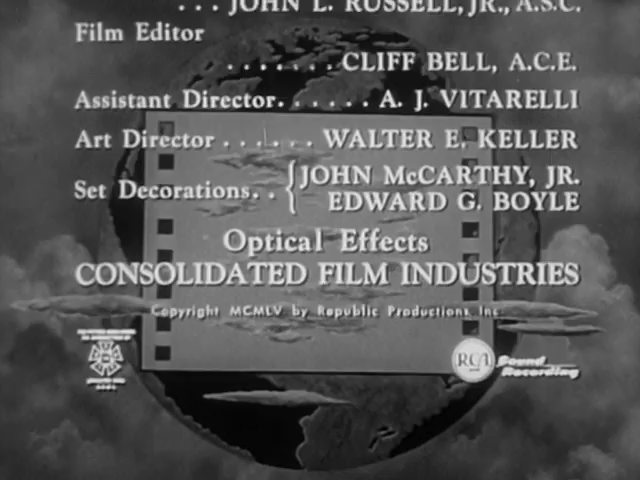 . . . JOHN L. RUSSELL, JR., A.S.C.
Film Editor
. . . . . . . CLIFF BELL, A.C.E.
Assistant Director. . . . . . A. J. VITARELLI
Art Director . . . . . . WALTER E. KELLER
Set Decorations. . { JOHN McCARTHY, JR.
EDWARD G. BOYLE
Optical Effects
CONSOLIDATED FILM INDUSTRIES
Copyright MCMLV by Republic Productions Inc
RCA Sound
Recording